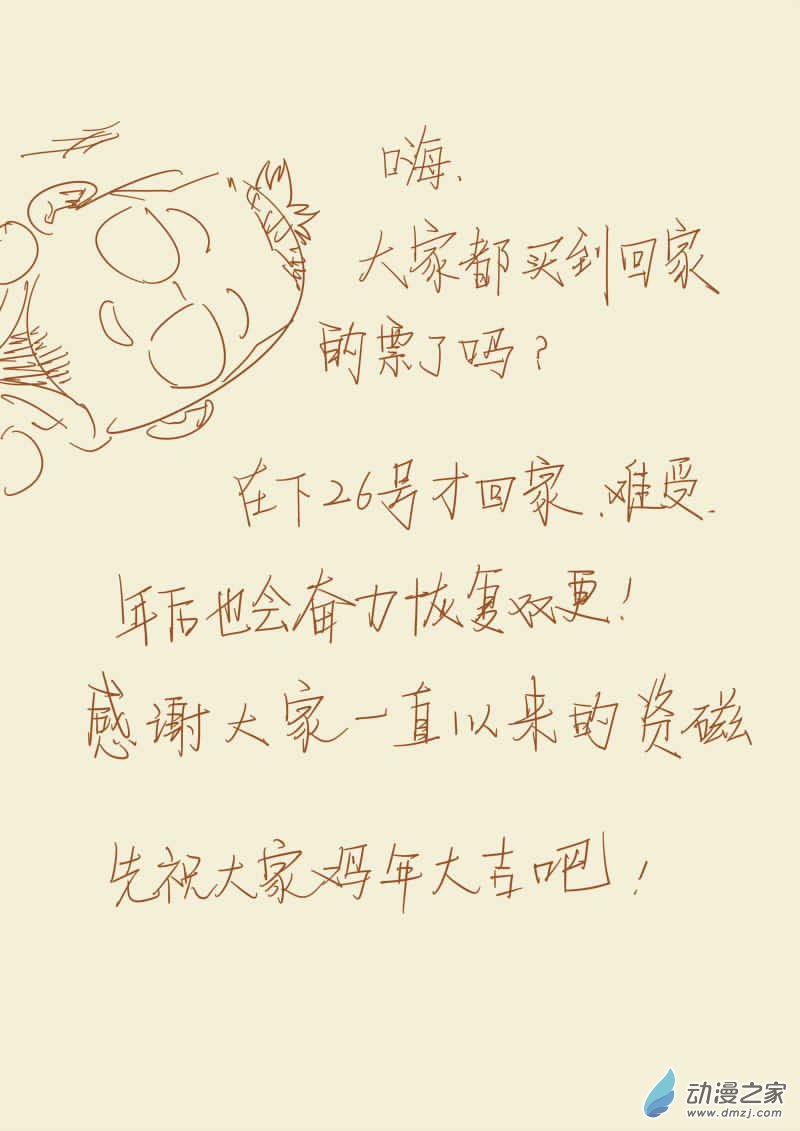 嗨.
大家都买到回家
的票了吗?
在下26号才回家.难受.
年后也会奋力恢复双更!
感谢大家一直以来的资磁
先祝大家鸡年大吉吧!
动漫之家
www.dmzj.com